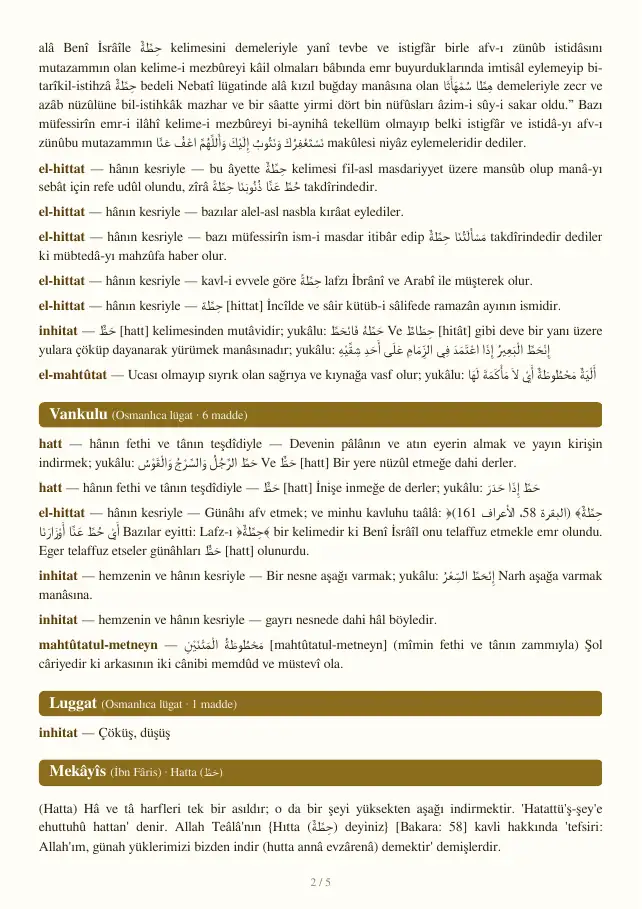 alâ Benî İsrâîle حِطَّةٌ kelimesini demeleriyle yanî tevbe ve istigfâr birle afv-ı zünûb istidâsını
mutazammın olan kelime-i mezbûreyi kâil olmaları bâbında emr buyurduklarında imtisâl eylemeyip bi-
tarîkil-istihzâ حِطَّةٌ bedeli Nebatî lügatinde alâ kızıl buğday manâsına olan هِطَّا سُمْهَاثَا demeleriyle zecr ve
azâb nüzûlüne bil-istihkâk mazhar ve bir sâatte yirmi dört bin nüfûsları âzim-i sûy-i sakar oldu.” Bazı
müfessirîn emr-i ilâhî kelime-i mezbûreyi bi-aynihâ tekellüm olmayıp belki istigfâr ve istidâ-yı afv-ı
zünûbu mutazammın نَسْتَغْفِرُكَ وَنَتُوبُ إِلَيْكَ وَأَللَّهُمَّ اعْفُ عَنَّا makûlesi niyâz eylemeleridir dediler.
el-hittat — hânın kesriyle — bu âyette حِطَّةٌ kelimesi fil-asl masdariyyet üzere mansûb olup manâ-yı
sebât için refe udûl olundu, zîrâ حُطَّ عَنَّا ذُنُوبَنَا حِطَّةً takdîrindedir.
el-hittat — hânın kesriyle — bazılar alel-asl nasbla kırâat eylediler.
el-hittat — hânın kesriyle — bazı müfessirîn ism-i masdar itibâr edip مَسْأَلَتُنَا حِطَّةٌ takdîrindedir dediler
ki mübtedâ-yı mahzûfa haber olur.
el-hittat — hânın kesriyle — kavl-i evvele göre حِطَّةٌ lafzı İbrânî ve Arabî ile müşterek olur.
el-hittat — hânın kesriyle — حِطَّة [hittat] İncîlde ve sâir kütüb-i sâlifede ramazân ayının ismidir.
inhitat — حَطٌّ [hatt] kelimesinden mutâvidir; yukâlu: حَطَّهُ فَانْحَطَّ Ve حِطَاطٌ [hitât] gibi deve bir yanı üzere
yulara çöküp dayanarak yürümek manâsınadır; yukâlu: إِنْحَطَّ الْبَعِيرُ إِذَا اعْتَمَدَ فِي الزِّمَامِ عَلَى أَحَدِ شِقَّيْهِ
el-mahtûtat — Ucası olmayıp sıyrık olan sağrıya ve kıynağa vasf olur; yukâlu: أَلْيَةٌ مَحْطُوطَةٌ أَيْ لاَ مَأْكَمَةَ لَهَا
Vankulu (Osmanlıca lügat · 6 madde)
hatt — hânın fethi ve tânın teşdîdiyle — Devenin pâlânın ve atın eyerin almak ve yayın kirişin
indirmek; yukâlu: حَطَّ الرَّحْلَ وَالسَّرْجَ وَالْقَوْسَ Ve حَطٌّ [hatt] Bir yere nüzûl etmeğe dahi derler.
hatt — hânın fethi ve tânın teşdîdiyle — حَطٌّ [hatt] İnişe inmeğe de derler; yukâlu: حَطَّ إِذَا حَدَرَ
el-hittat — hânın kesriyle — Günâhı afv etmek; ve minhu kavluhu taâlâ: ﴿حِطَّةٌ﴾ (البقرة 58، الأعراف 161)
أَيْ حُطَّ عَنَّا أَوْزَارَنَا Bazılar eyitti: Lafz-ı ﴿حِطَّةٌ﴾ bir kelimedir ki Benî İsrâîl onu telaffuz etmekle emr olundu.
Eger telaffuz etseler günâhları حَطّ [hatt] olunurdu.
inhitat — hemzenin ve hânın kesriyle — Bir nesne aşağı varmak; yukâlu: إِنْحَطَّ السِّعْرُ Narh aşağa varmak
manâsına.
inhitat — hemzenin ve hânın kesriyle — gayrı nesnede dahi hâl böyledir.
mahtûtatul-metneyn — مَحْطُوطَةُ الْمَتْنَيْنِ [mahtûtatul-metneyn] (mîmin fethi ve tânın zammıyla) Şol
câriyedir ki arkasının iki cânibi memdûd ve müstevî ola.
Luggat (Osmanlıca lügat · 1 madde)
inhitat — Çöküş, düşüş
Mekâyîs (İbn Fâris) · Hatta (حَطَّ)
(Hatta) Hâ ve tâ harfleri tek bir asıldır; o da bir şeyi yüksekten aşağı indirmektir. 'Hatattü'ş-şey'e
ehuttuhû hattan' denir. Allah Teâlâ'nın {Hıtta (حِطَّةٌ) deyiniz} [Bakara: 58] kavli hakkında 'tefsiri:
Allah'ım, günah yüklerimizi bizden indir (hutta annâ evzârenâ) demektir' demişlerdir.
2 / 5